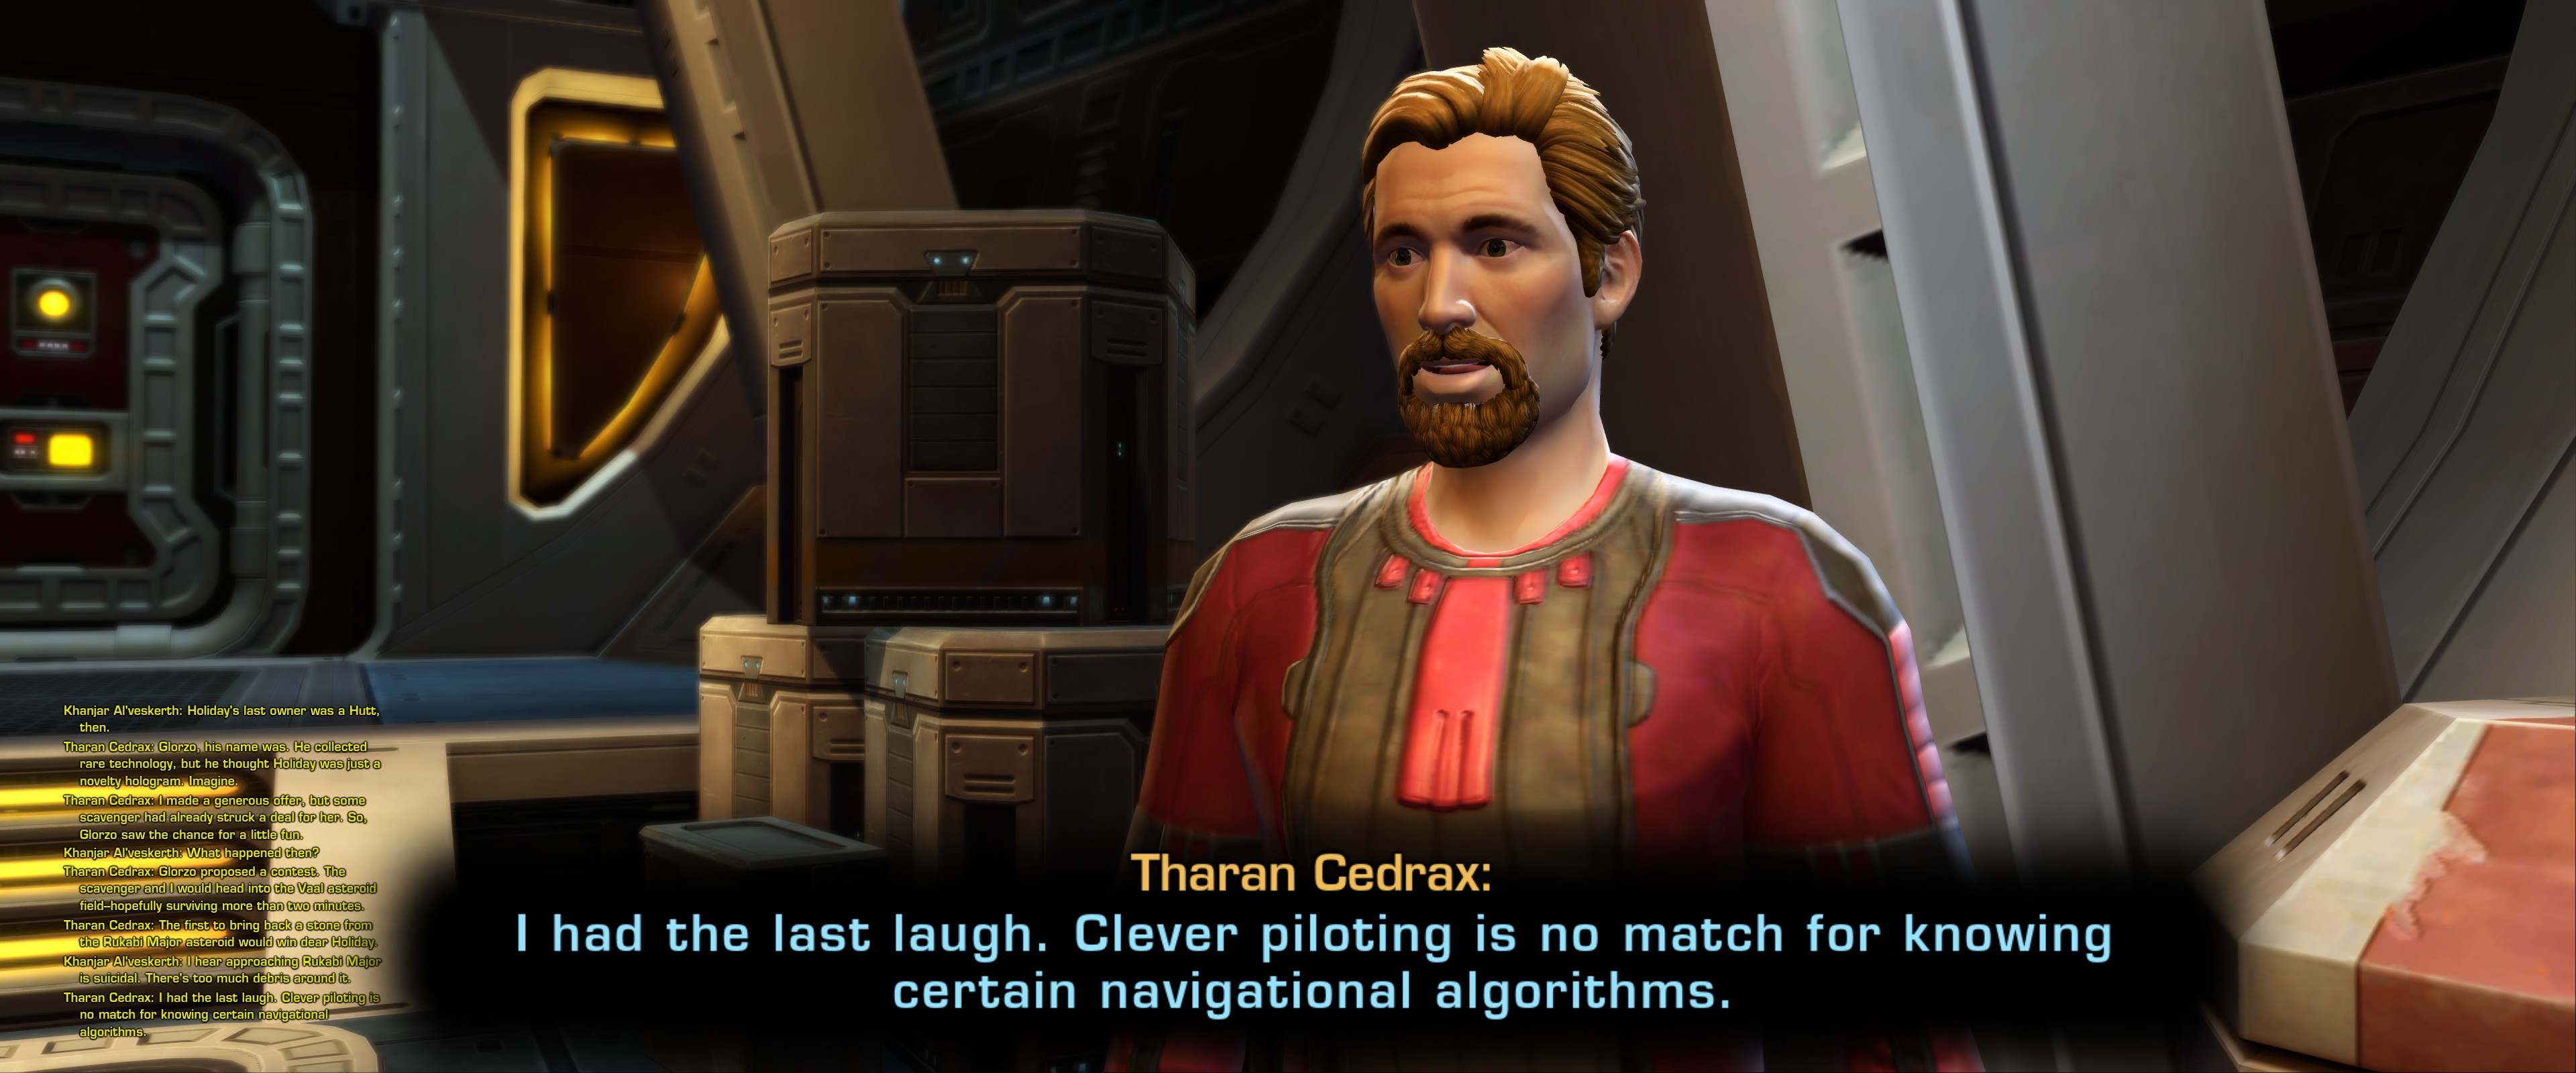 Khanjar Al'veskerth: Holiday's last owner was a Hutt,
then.
Tharan Cedrax: Glorzo, his name was. He collected
rare technology, but he thought Holiday was just a
novelty hologram. Imagine.
Tharan Cedrax: I made a generous offer, but some
scavenger had already struck a deal for her. So,
Glorzo saw the chance for a little fun.
Khanjar Al'veskerth: What happened then?
Tharan Cedrax: Glorzo proposed a contest. The
scavenger and I would head into the Vaal asteroid
field–hopefully surviving more than two minutes.
Tharan Cedrax: The first to bring back a stone from
the Rukabi Major asteroid would win dear Holiday.
Khanjar Al'veskerth: I hear approaching Rukabi Major
is suicidal. There's too much debris around it.
Tharan Cedrax: I had the last laugh. Clever piloting is
no match for knowing certain navigational
algorithms.
Tharan Cedrax:
I had the last laugh. Clever piloting is no match for knowing
certain navigational algorithms.